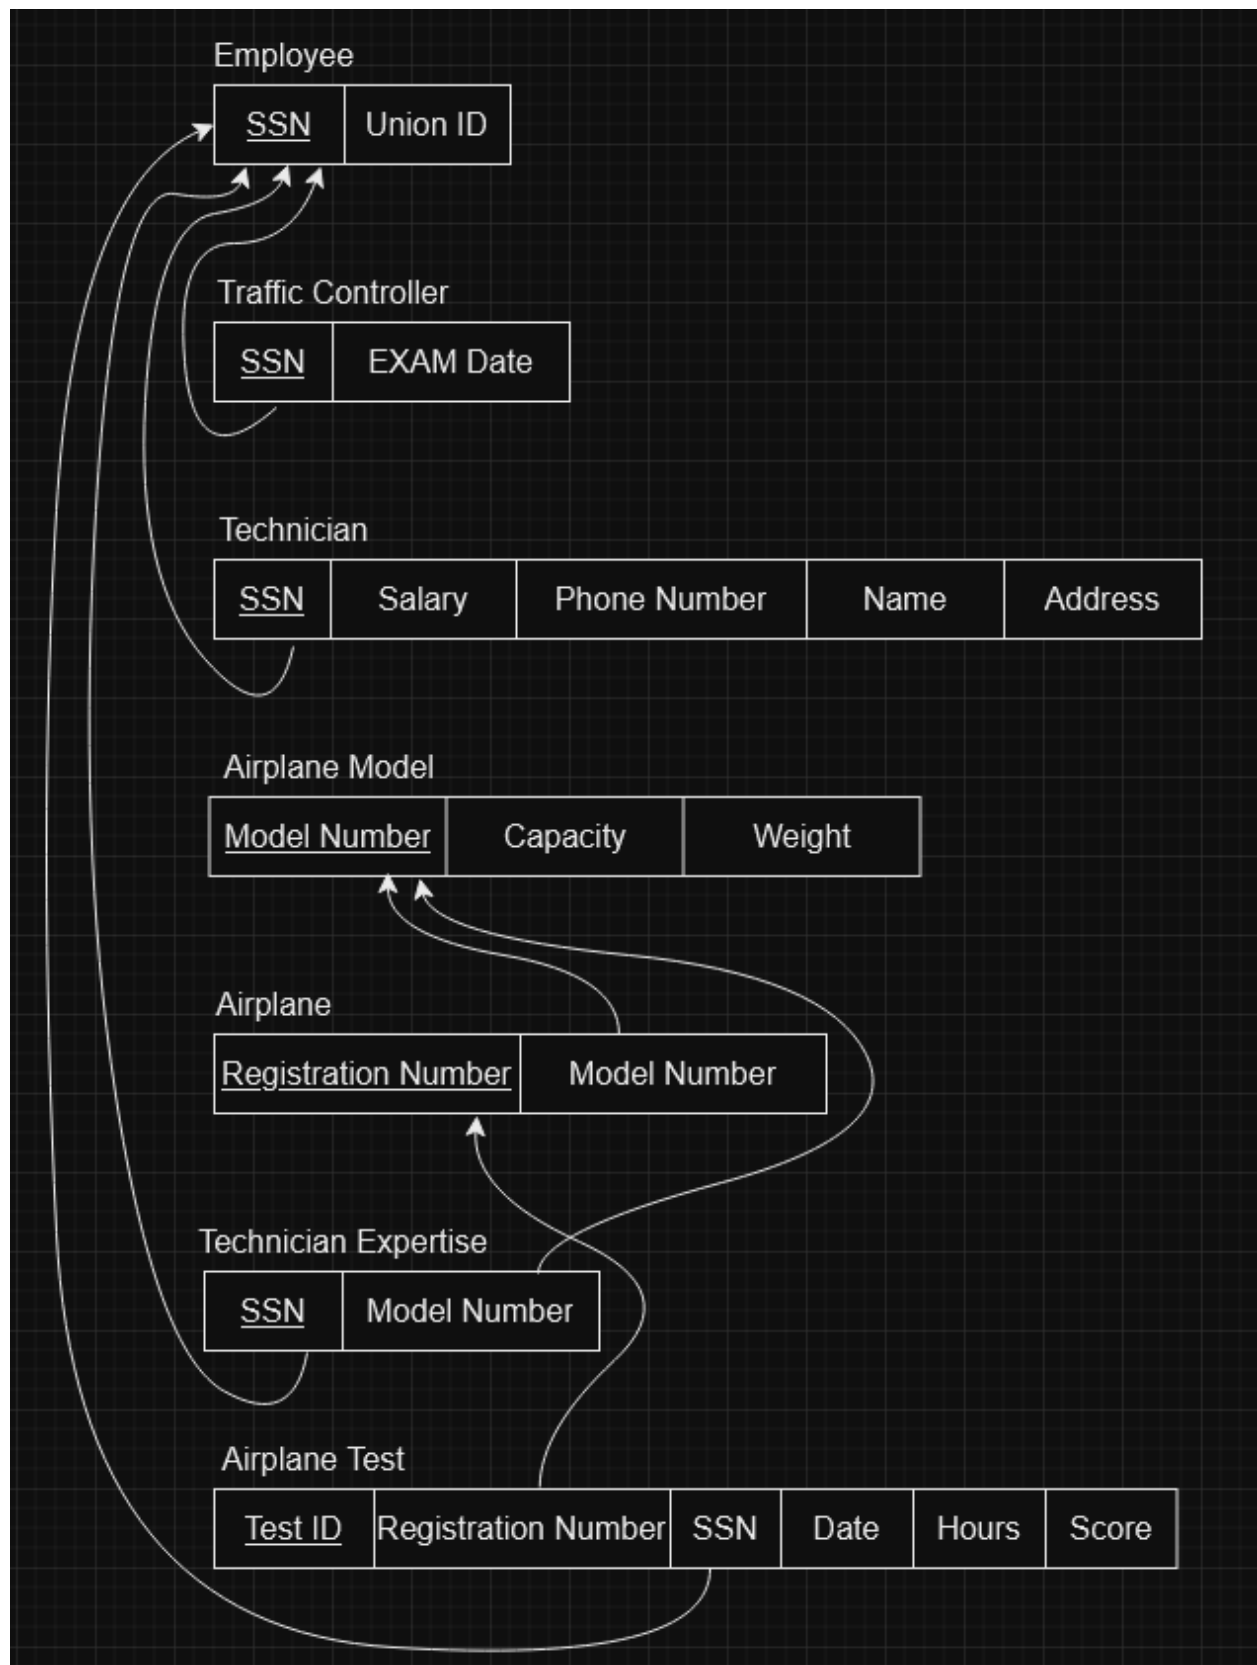 Employee
SSN Union ID
Traffic Controller
SSN EXAM Date
Technician
SSN Salary Phone Number Name Address
Airplane Model
Model Number Capacity Weight
Airplane
Registration Number Model Number
Technician Expertise
SSN Model Number
Airplane Test
Test ID Registration Number SSN Date Hours Score